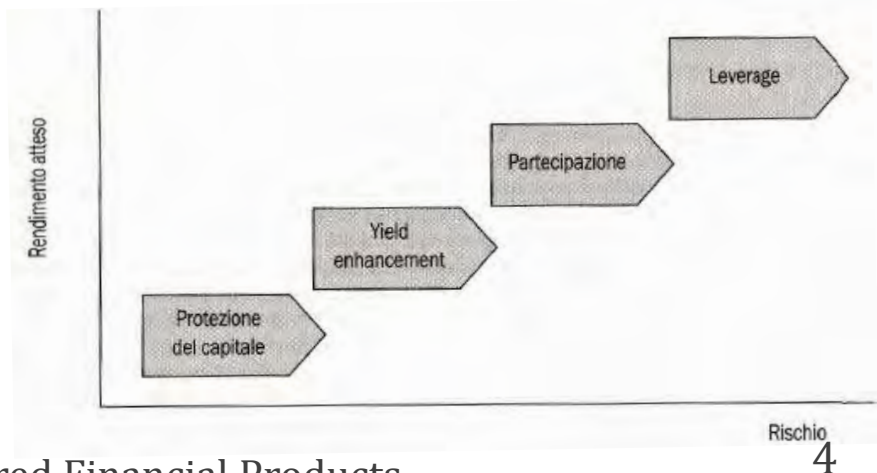 Leverage
Rendimento atteso
Partecipazione
Yield
enhancement
Protezione
del capitale
Rischio
red Financial Products
4